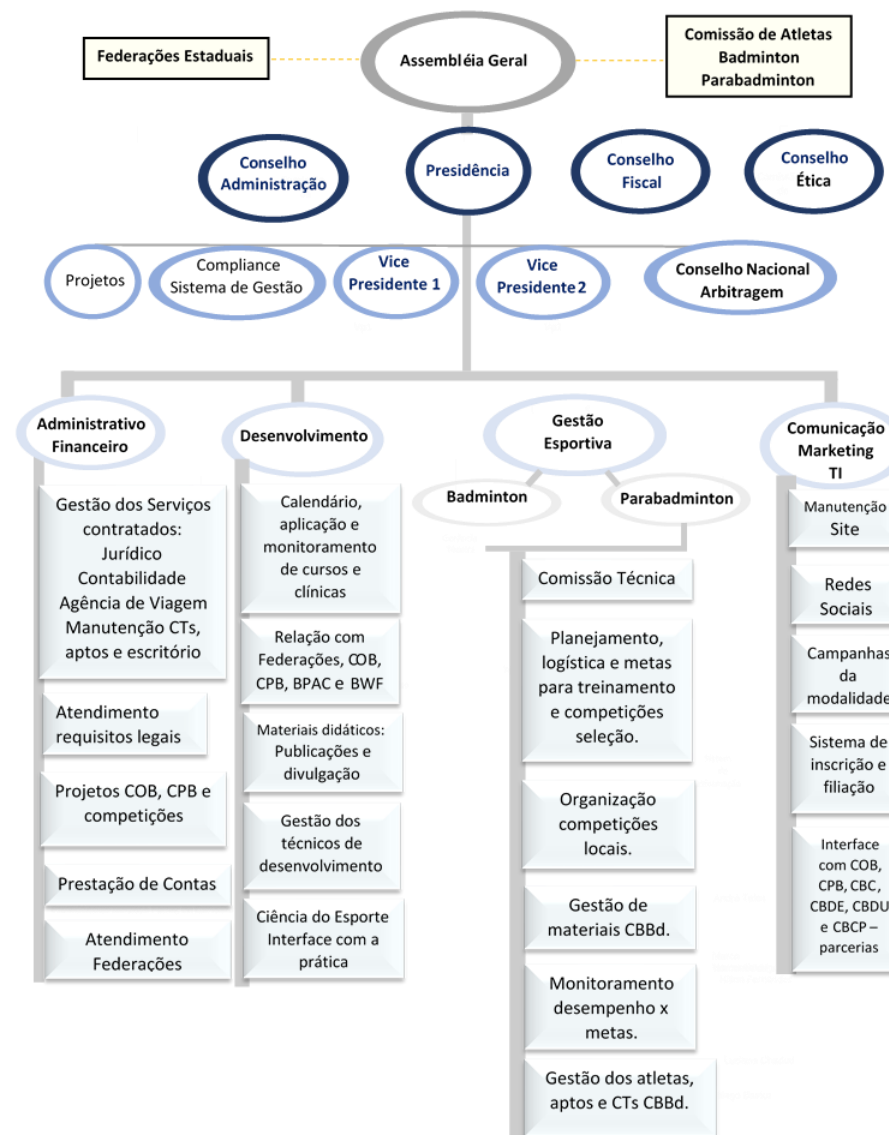 Federações Estaduais
Assembléia Geral
Comissão de Atletas
Badminton
Parabadminton
Conselho
Administração
Presidência
Conselho
Fiscal
Conselho
Ética
Projetos
Compliance
Sistema de Gestão
Vice
Presidente 1
Vice
Presidente 2
Conselho Nacional
Arbitragem
Administrativo
Financeiro
Gestão dos Serviços
contratados:
Jurídico
Contabilidade
Agência de Viagem
Manutenção CTs,
aptos e escritório
Atendimento
requisitos legais
Projetos COB, CPB e
competições
Prestação de Contas
Atendimento
Federações
Desenvolvimento
Calendário,
aplicação e
monitoramento
de cursos e
clínicas
Relação com
Federações, COB,
CPB, BPAC e BWF
Materiais didáticos:
Publicações e
divulgação
Gestão dos
técnicos de
desenvolvimento
Ciência do Esporte
Interface com a
prática
Gestão
Esportiva
Badminton
Parabadminton
Comissão Técnica
Planejamento,
logística e metas
para treinamento
e competições
seleção.
Organização
competições
locais.
Gestão de
materiais CBBd.
Monitoramento
desempenho x
metas.
Gestão dos atletas,
aptos e CTs CBBd.
Comunicação
Marketing
TI
Manutenção
Site
Redes
Sociais
Campanhas
da
modalidade
Sistema de
inscrição e
filiação
Interface
com COB,
CPB, CBC,
CBDE, CBDU
e CBCP –
parcerias